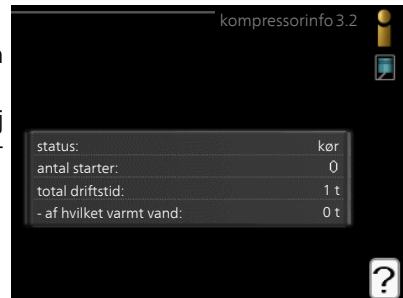 kompressorinfo 3.2
status: kør
antal starter: 0
total driftstid: 1 t
- af hvilket varmt vand: 0 t
?